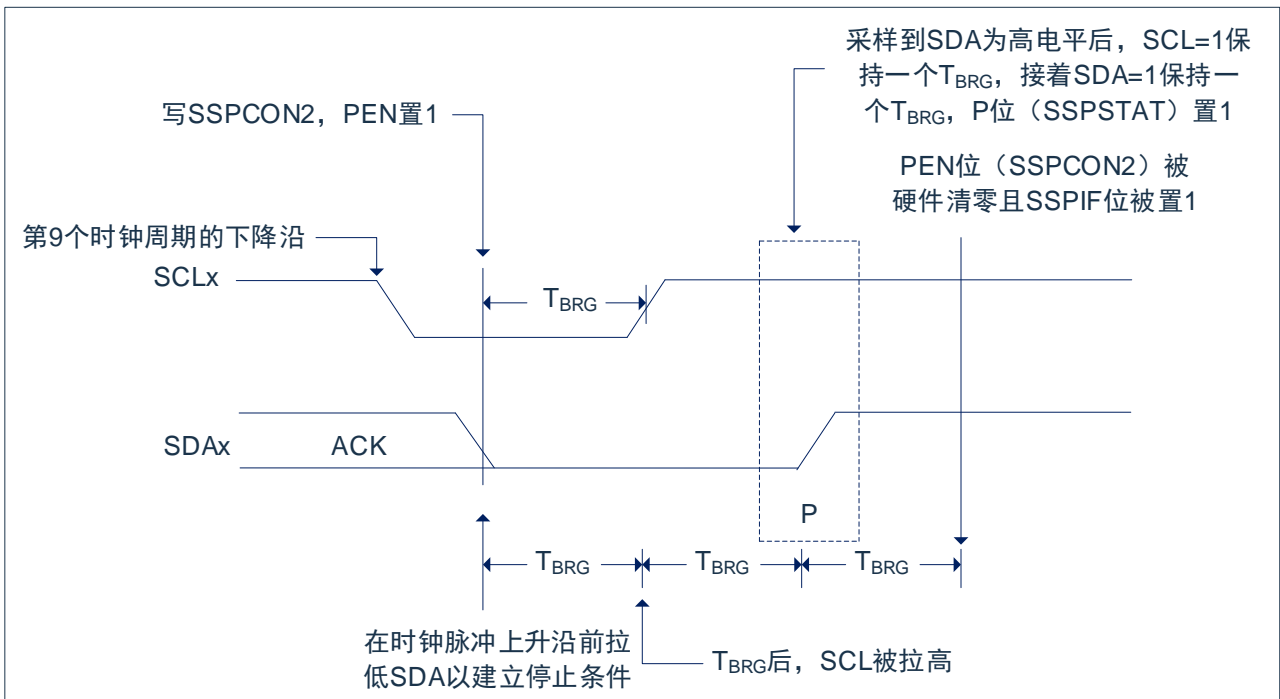 采样到SDA为高电平后，SCL=1保
持一个TBRG，接着SDA=1保持一
个TBRG，P位（SSPSTAT）置1
写SSPCON2，PEN置1
PEN位（SSPCON2）被
硬件清零且SSPIF位被置1
第9个时钟周期的下降沿
SCLx
TBRG
SDAx
ACK
P
TBRG
TBRG
TBRG
在时钟脉冲上升沿前拉
低SDA以建立停止条件
TBRG后，SCL被拉高